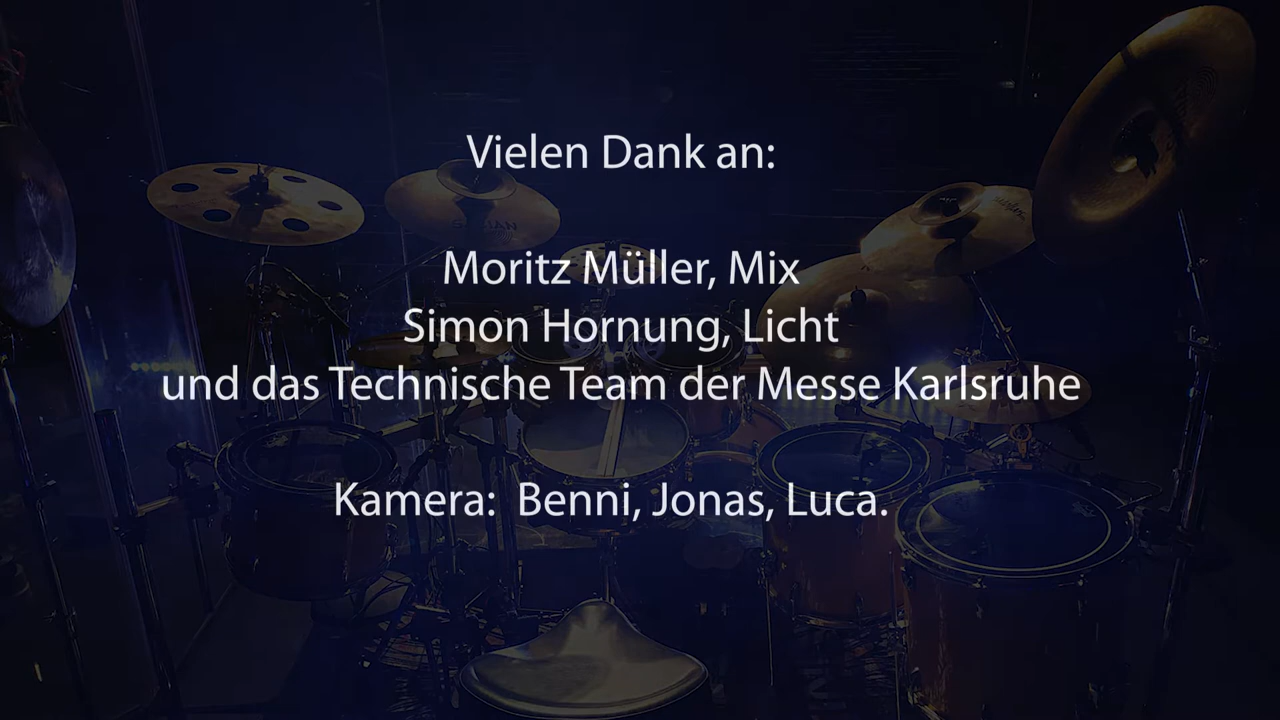 Vielen Dank an:
Moritz Müller, Mix
Simon Hornung, Licht
und das Technische Team der Messe Karlsruhe
Kamera:  Benni, Jonas, Luca.